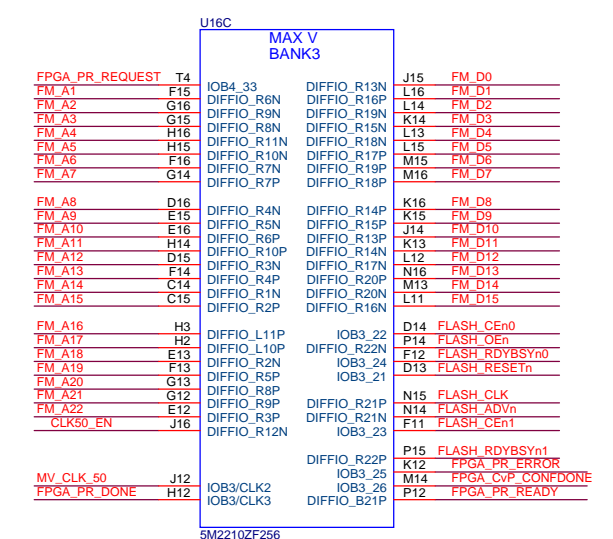 U16C
MAX V
BANK3
FPGA_PR_REQUEST T4 IOB4_33 DIFFIO_R13N J15 FM_D0
FM_A1 F15 DIFFIO_R6N DIFFIO_R16P L16 FM_D1
FM_A2 G16 DIFFIO_R9N DIFFIO_R19N L14 FM_D2
FM_A3 G15 DIFFIO_R8N DIFFIO_R15N K14 FM_D3
FM_A4 H16 DIFFIO_R11N DIFFIO_R18N L13 FM_D4
FM_A5 H15 DIFFIO_R10N DIFFIO_R17P L15 FM_D5
FM_A6 F16 DIFFIO_R7N DIFFIO_R19P M15 FM_D6
FM_A7 G14 DIFFIO_R7P DIFFIO_R18P M16 FM_D7
FM_A8 D16 DIFFIO_R4N DIFFIO_R14P K16 FM_D8
FM_A9 E15 DIFFIO_R5N DIFFIO_R15P K15 FM_D9
FM_A10 E16 DIFFIO_R6P DIFFIO_R13P J14 FM_D10
FM_A11 H14 DIFFIO_R10P DIFFIO_R14N K13 FM_D11
FM_A12 D15 DIFFIO_R3N DIFFIO_R17N L12 FM_D12
FM_A13 F14 DIFFIO_R4P DIFFIO_R20P N16 FM_D13
FM_A14 C14 DIFFIO_R1N DIFFIO_R20N M13 FM_D14
FM_A15 C15 DIFFIO_R2P DIFFIO_R16N L11 FM_D15
FM_A16 H3 DIFFIO_L11P IOB3_22 D14 FLASH_CEn0
FM_A17 H2 DIFFIO_L10P DIFFIO_R22N P14 FLASH_OEn
FM_A18 E13 DIFFIO_R2N IOB3_24 F12 FLASH_RDYBSYn0
FM_A19 F13 DIFFIO_R5P IOB3_21 D13 FLASH_RESETn
FM_A20 G13 DIFFIO_R8P
FM_A21 G12 DIFFIO_R9P DIFFIO_R21P N15 FLASH_CLK
FM_A22 E12 DIFFIO_R3P DIFFIO_R21N N14 FLASH_ADVn
CLK50_EN J16 DIFFIO_R12N IOB3_23 F11 FLASH_CEn1
DIFFIO_R22P P15 FLASH_RDYBSYn1
IOB3_25 K12 FPGA_PR_ERROR
MV_CLK_50 J12 IOB3/CLK2 IOB3_26 M14 FPGA_CvP_CONFDONE
FPGA_PR_DONE H12 IOB3/CLK3 DIFFIO_B21P P12 FPGA_PR_READY
5M2210ZF256